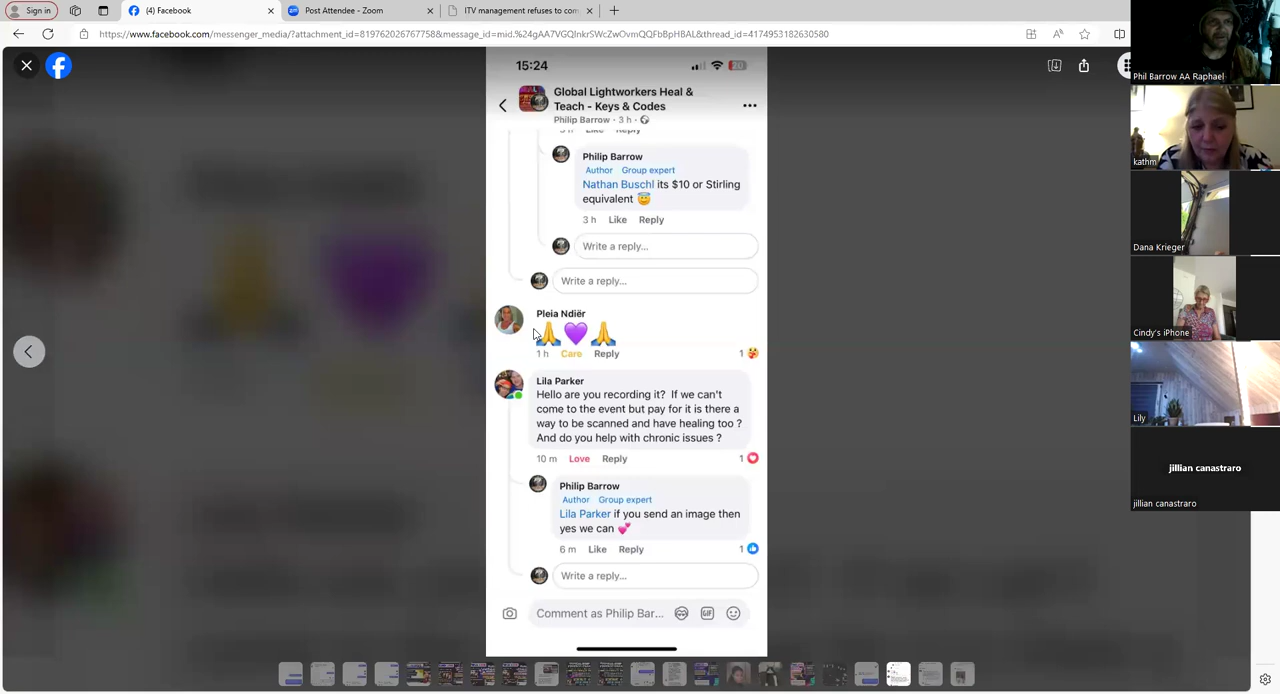 Sign in
(4) Facebook
Post Attendee - Zoom
ITV management refuses to com
https://www.facebook.com/messenger_media/?attachment_id=819762026767758&message_id=mid.%24gAA7VGQlnkrSWcZwOvmQQFbBpHBAL&thread_id=4174953182630580
15:24
20
Global Lightworkers Heal &
Teach - Keys & Codes
Philip Barrow · 3 h ·
3 h Like Reply
Philip Barrow
Author Group expert
Nathan Buschl its $10 or Stirling
equivalent 😇
3 h Like Reply
Write a reply...
Write a reply...
Pleia Ndiër
🙏💜🙏
1 h Care Reply 1
Lila Parker
Hello are you recording it? If we can't
come to the event but pay for it is there a
way to be scanned and have healing too ?
And do you help with chronic issues ?
10 m Love Reply 1
Philip Barrow
Author Group expert
Lila Parker if you send an image then
yes we can 💕
6 m Like Reply 1
Write a reply...
Comment as Philip Bar...
GIF
Phil Barrow AA Raphael
kathm
Dana Krieger
Cindy's iPhone
Lily
jillian canastraro
jillian canastraro